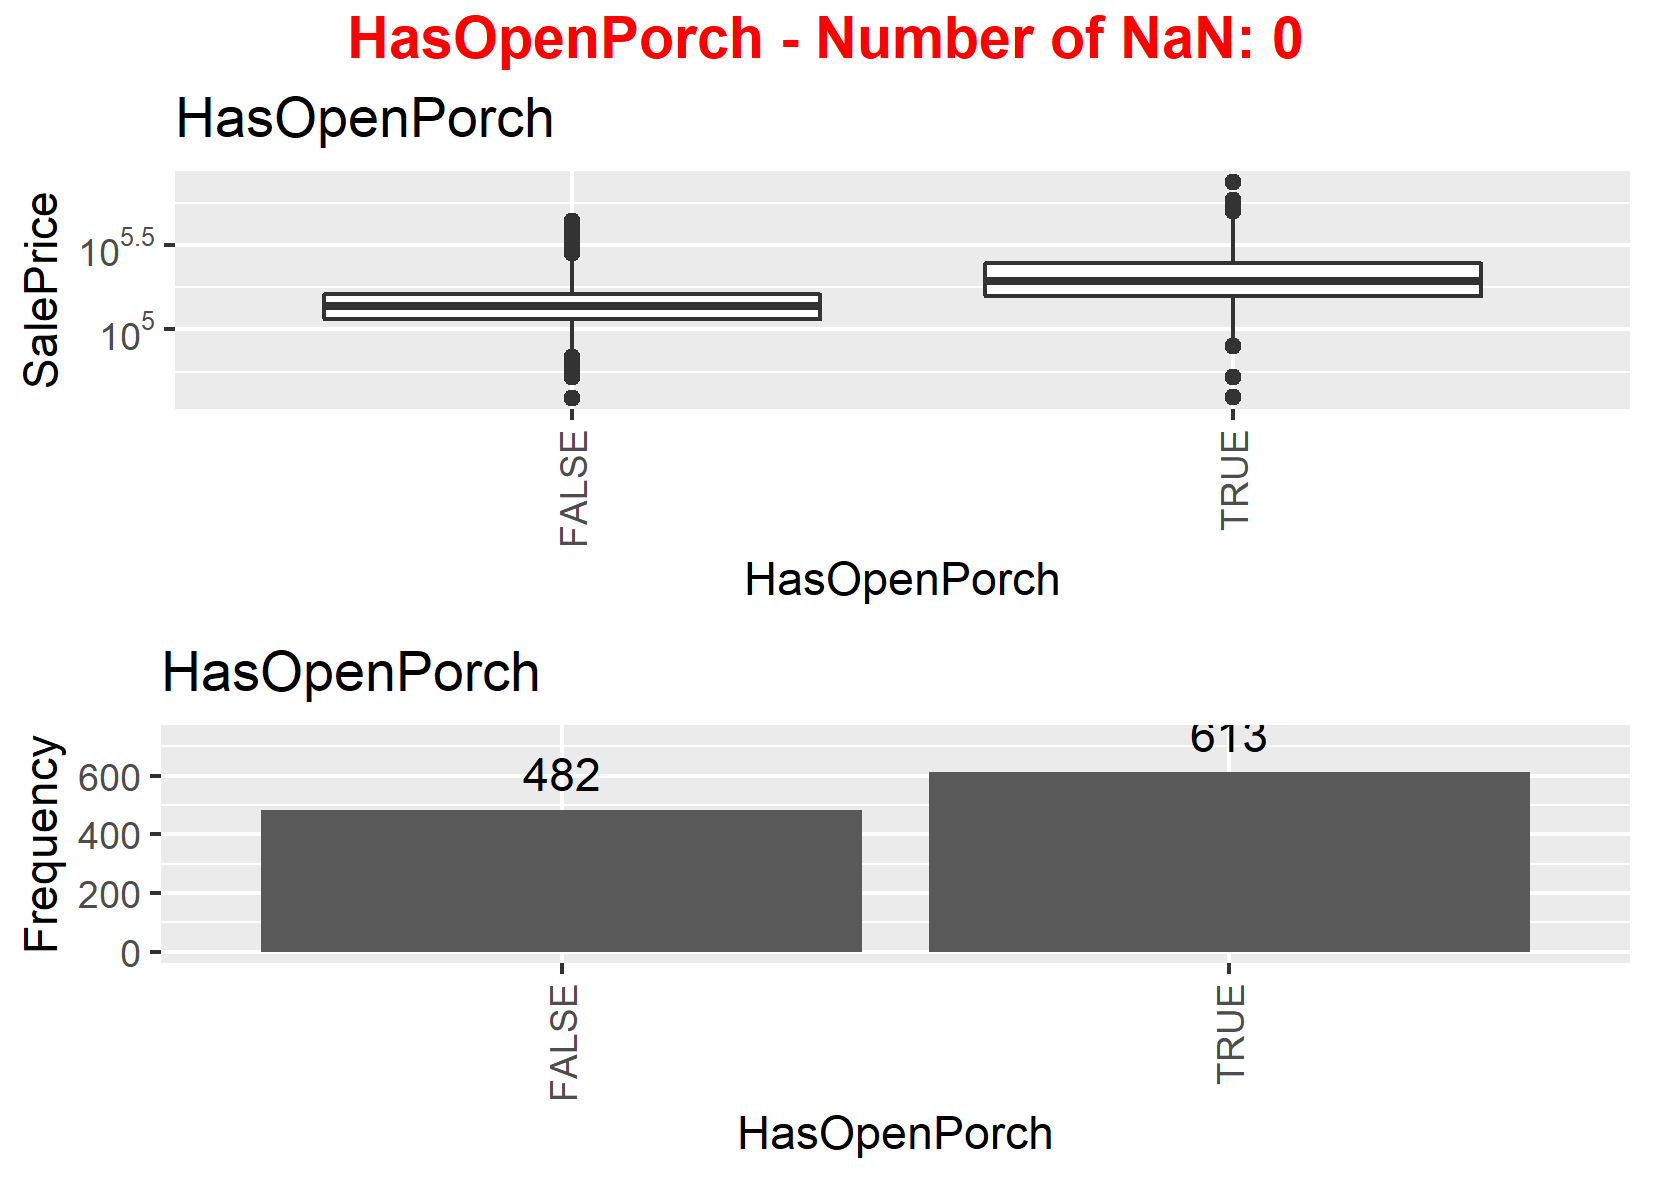 HasOpenPorch - Number of NaN: 0
HasOpenPorch
SalePrice
10^5.5
10^5
FALSE
TRUE
HasOpenPorch
HasOpenPorch
Frequency
600
400
200
0
482
613
FALSE
TRUE
HasOpenPorch